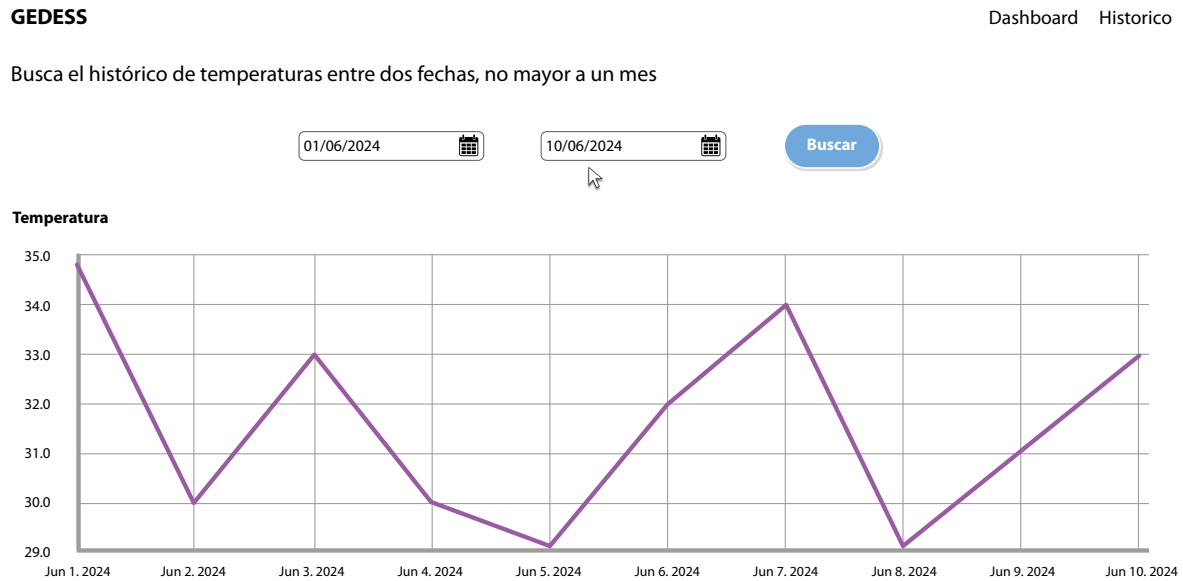 GEDESS
Dashboard Historico
Busca el histórico de temperaturas entre dos fechas, no mayor a un mes
01/06/2024
10/06/2024
Buscar
Temperatura
35.0
34.0
33.0
32.0
31.0
30.0
29.0
Jun 1. 2024 Jun 2. 2024 Jun 3. 2024 Jun 4. 2024 Jun 5. 2024 Jun 6. 2024 Jun 7. 2024 Jun 8. 2024 Jun 9. 2024 Jun 10. 2024